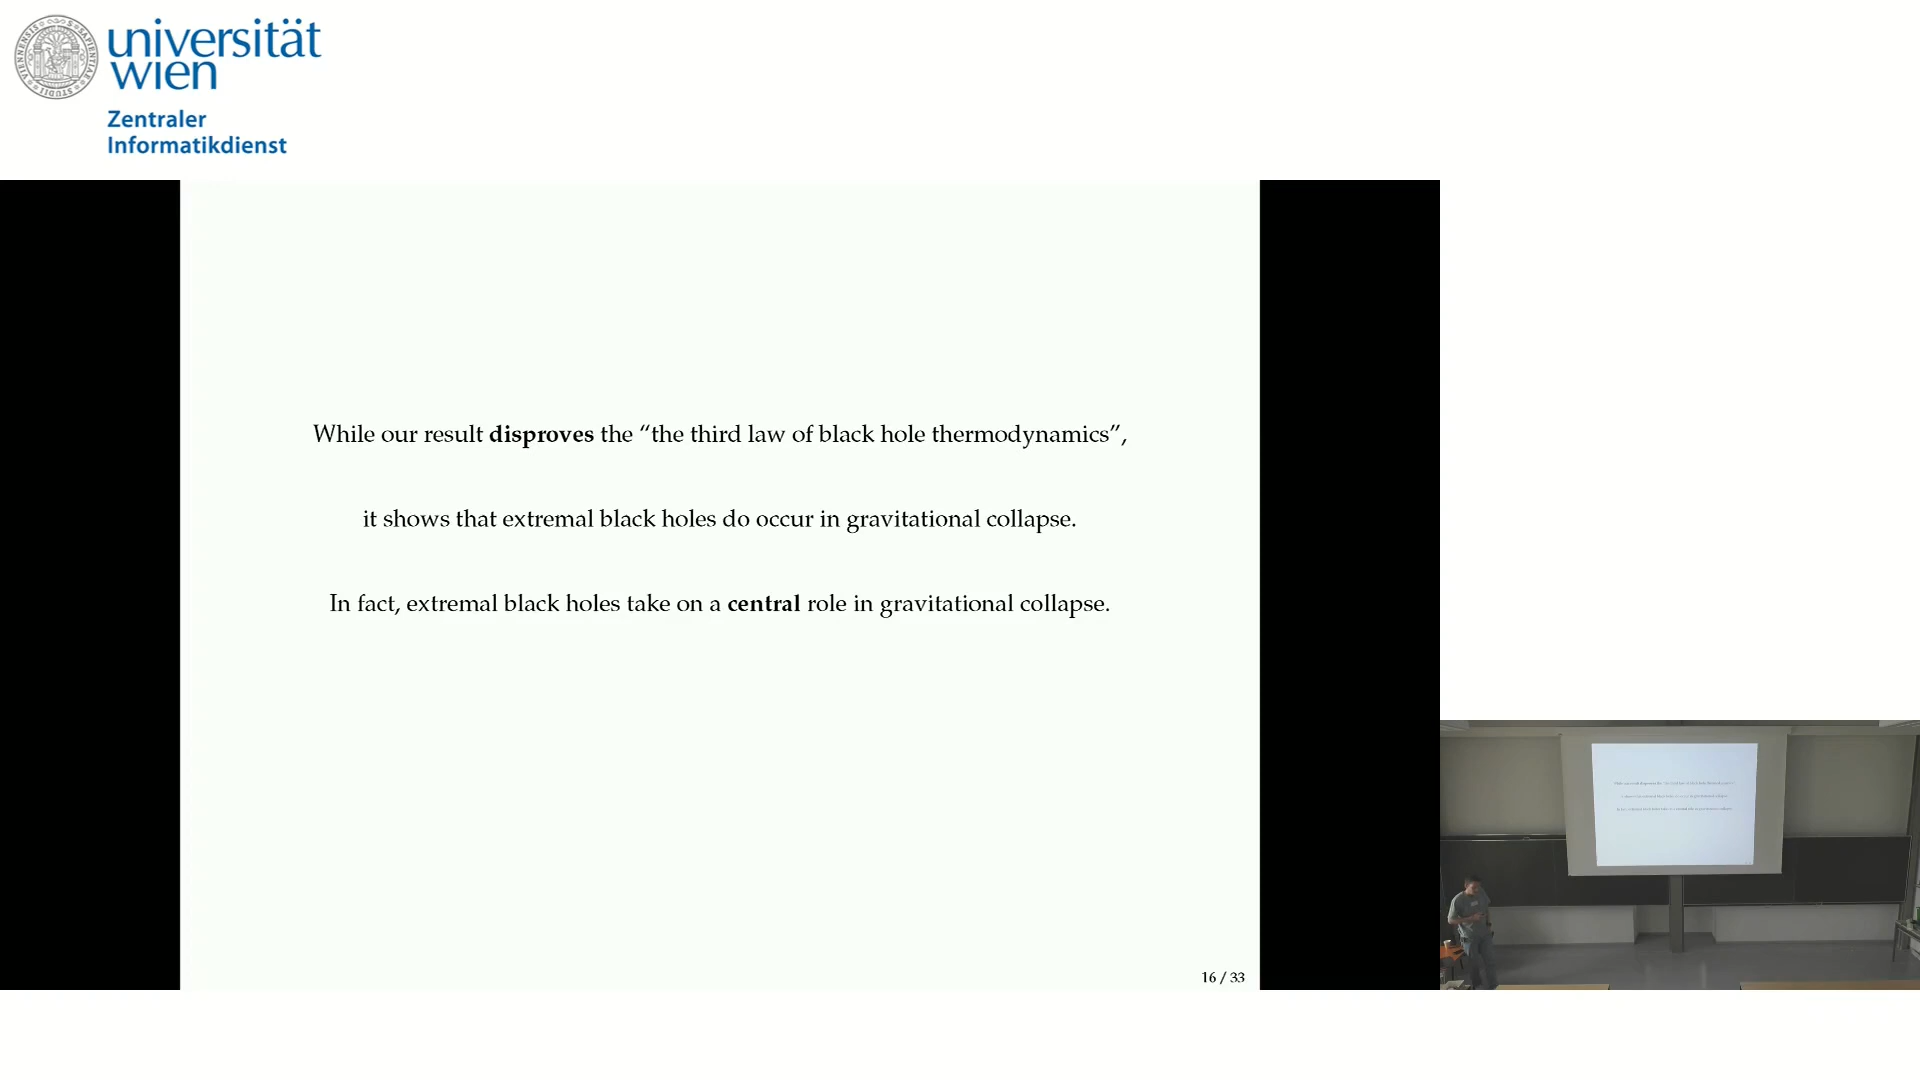 universität
wien
Zentraler
Informatikdienst
While our result disproves the “the third law of black hole thermodynamics”,
it shows that extremal black holes do occur in gravitational collapse.
In fact, extremal black holes take on a central role in gravitational collapse.
16 / 33